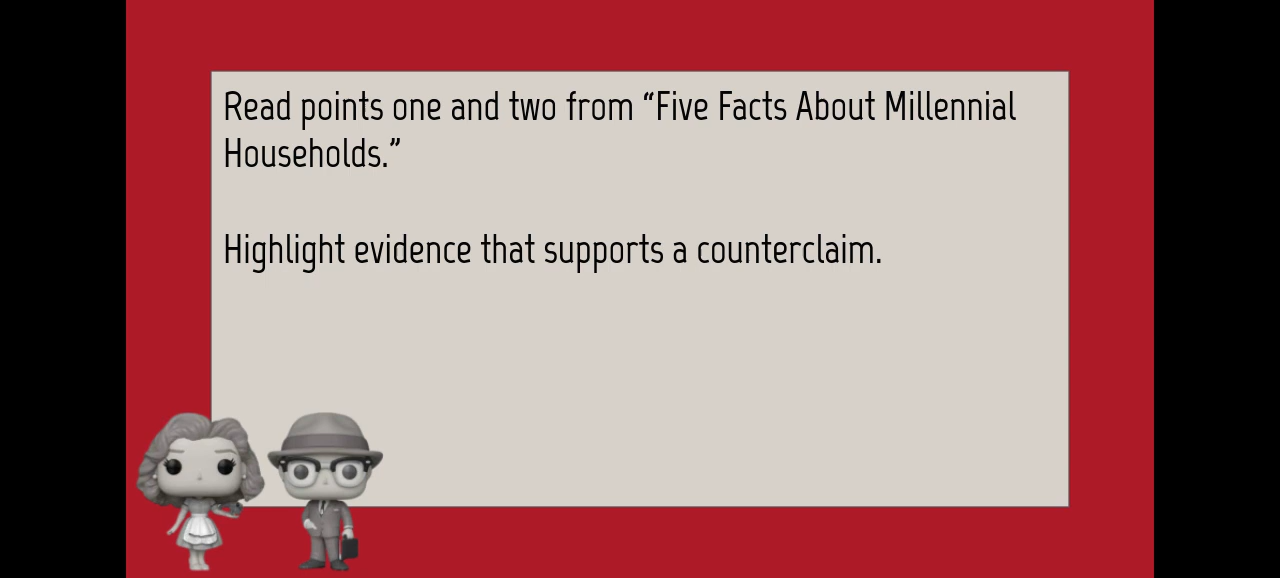 Read points one and two from “Five Facts About Millennial
Households.”
Highlight evidence that supports a counterclaim.